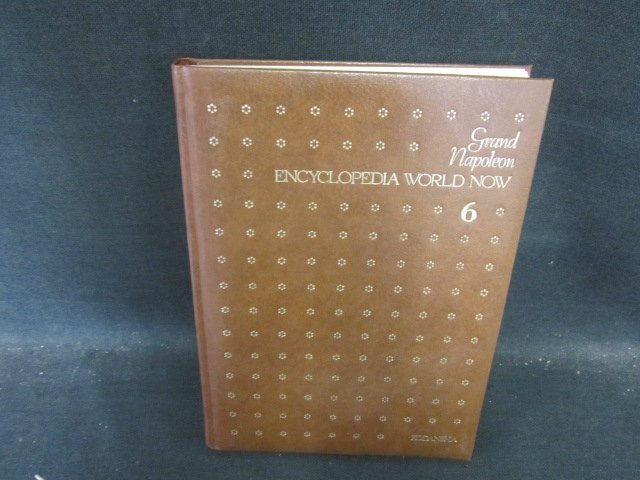 Grand
Napoleon
ENCYCLOPEDIA WORLD NOW
6